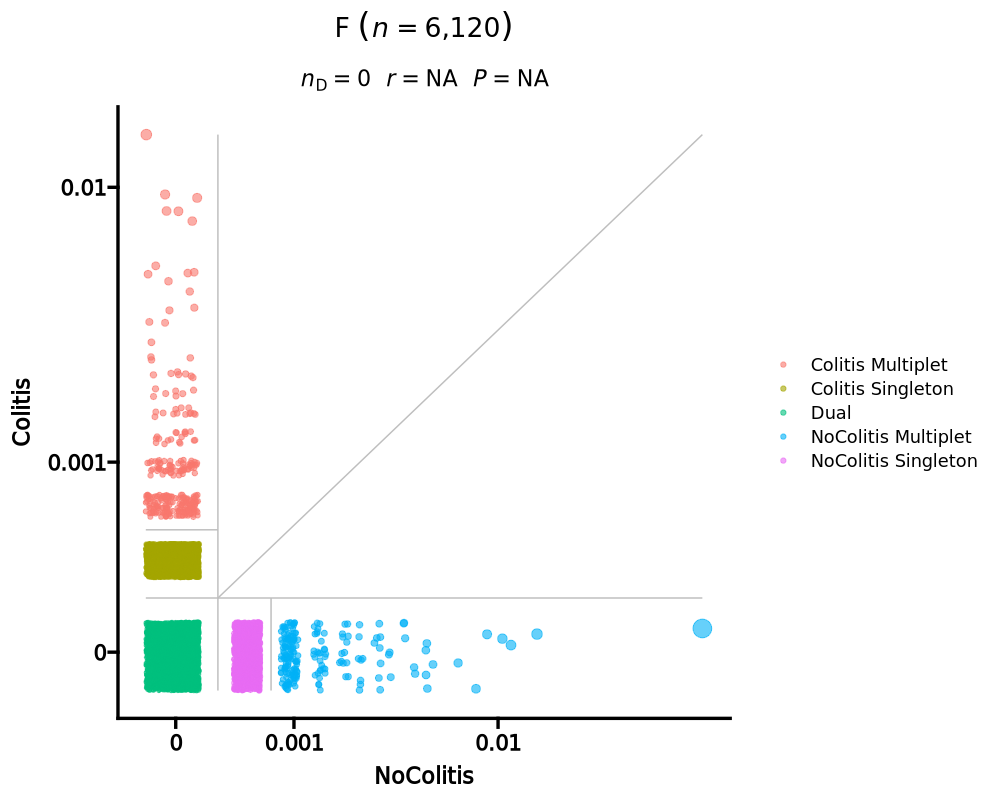 F (n = 6,120)
n_D = 0 r = NA P = NA
0.01
0.001
0
Colitis
0 0.001 0.01
NoColitis
Colitis Multiplet
Colitis Singleton
Dual
NoColitis Multiplet
NoColitis Singleton